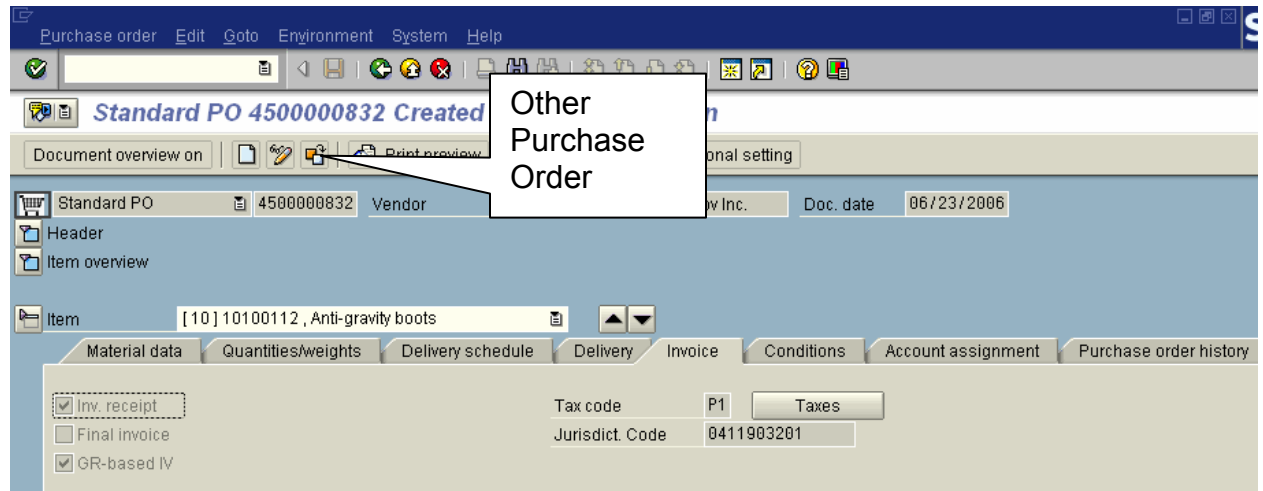 Purchase order Edit Goto Environment System Help
Standard PO 4500000832 Created
Other
Purchase
Order
Document overview on Print preview onal setting
Standard PO 4500000832 Vendor Inc. Doc. date 06/23/2006
Header
Item overview
Item [ 10 ] 10100112 , Anti-gravity boots
Material data Quantities/weights Delivery schedule Delivery Invoice Conditions Account assignment Purchase order history
Inv. receipt Tax code P1 Taxes
Final invoice Jurisdict. Code 0411903201
GR-based IV